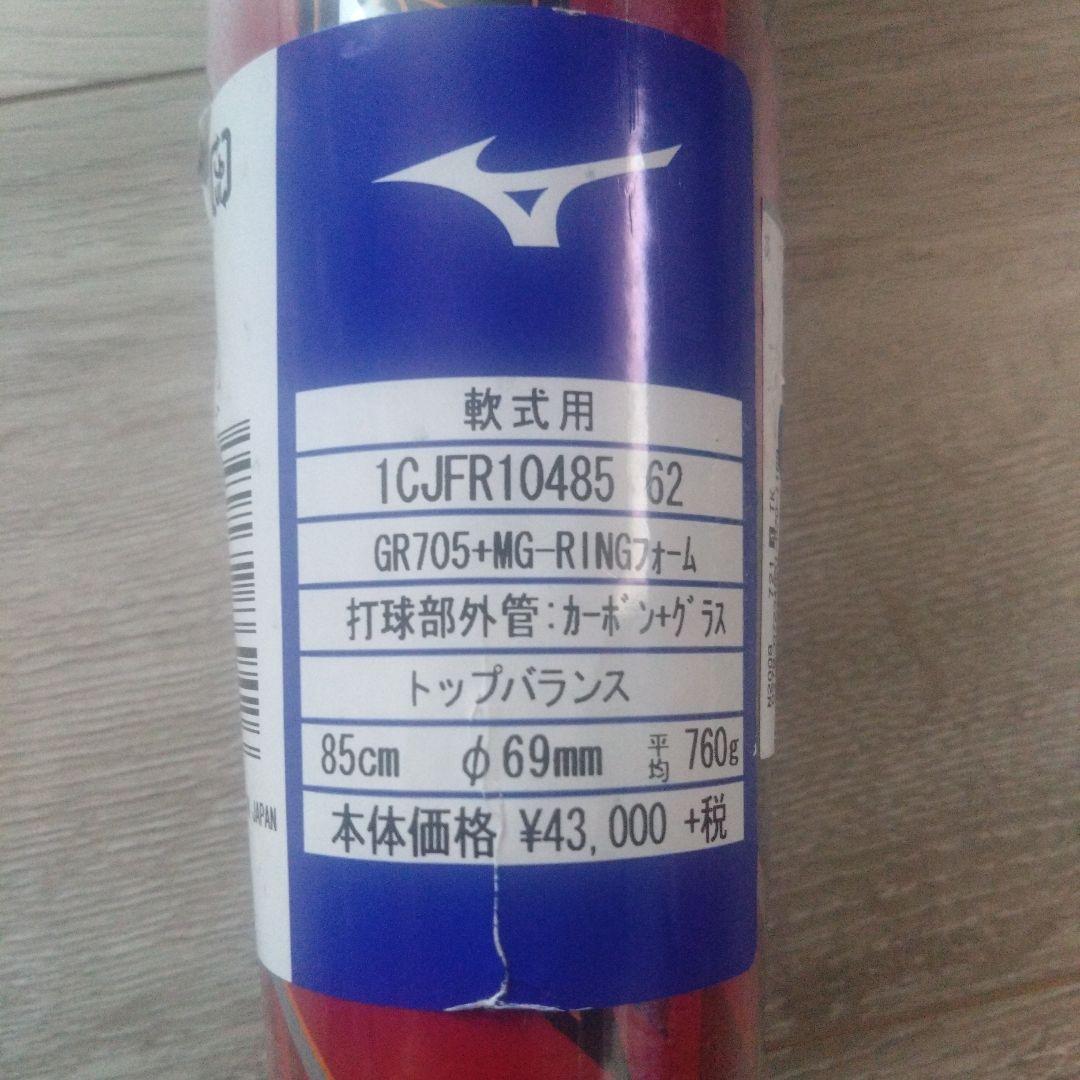 軟式用
1CJFR10485 62
GR705+MG-RINGフォーム
打球部外管:カーボン+グラス
トップバランス
85cm φ69mm 平均 760g
本体価格 ¥43,000 +税
JAPAN